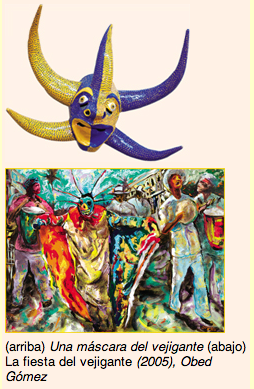 (arriba) Una máscara del vejigante (abajo)
La fiesta del vejigante (2005), Obed
Gómez